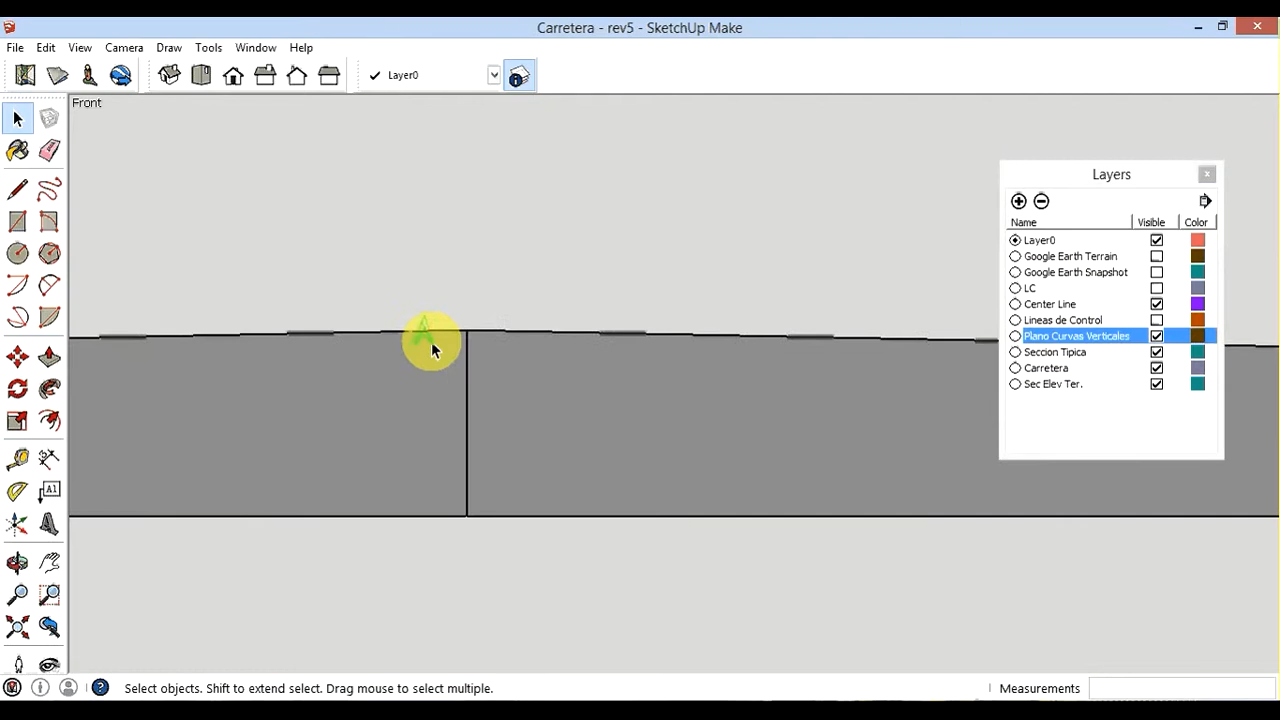 Carretera - rev5 - SketchUp Make
File Edit View Camera Draw Tools Window Help
Layer0
Front
A
Layers
Name Visible Color
Layer0
Google Earth Terrain
Google Earth Snapshot
LC
Center Line
Lineas de Control
Plano Curvas Verticales
Seccion Tipica
Carretera
Sec Elev Ter.
A1
Select objects. Shift to extend select. Drag mouse to select multiple.
Measurements